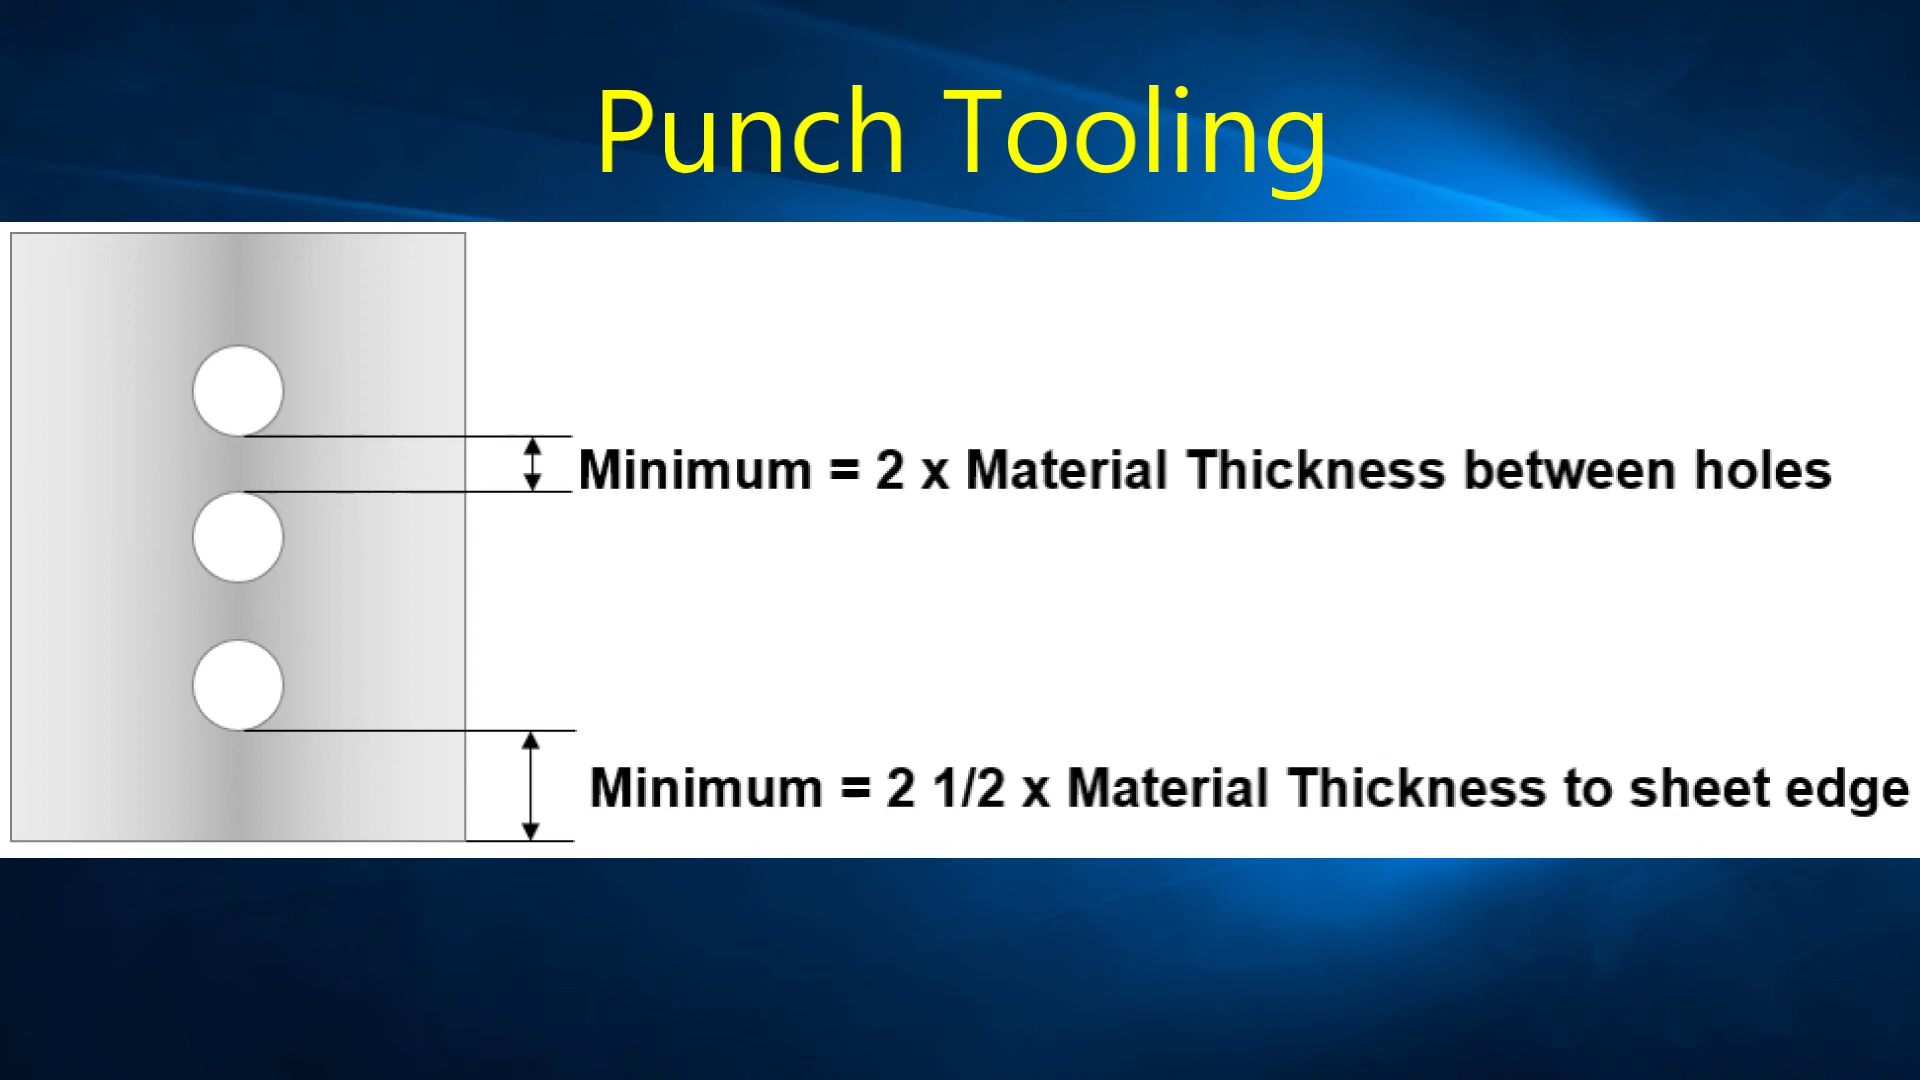 Punch Tooling
Minimum = 2 x Material Thickness between holes
Minimum = 2 1/2 x Material Thickness to sheet edge